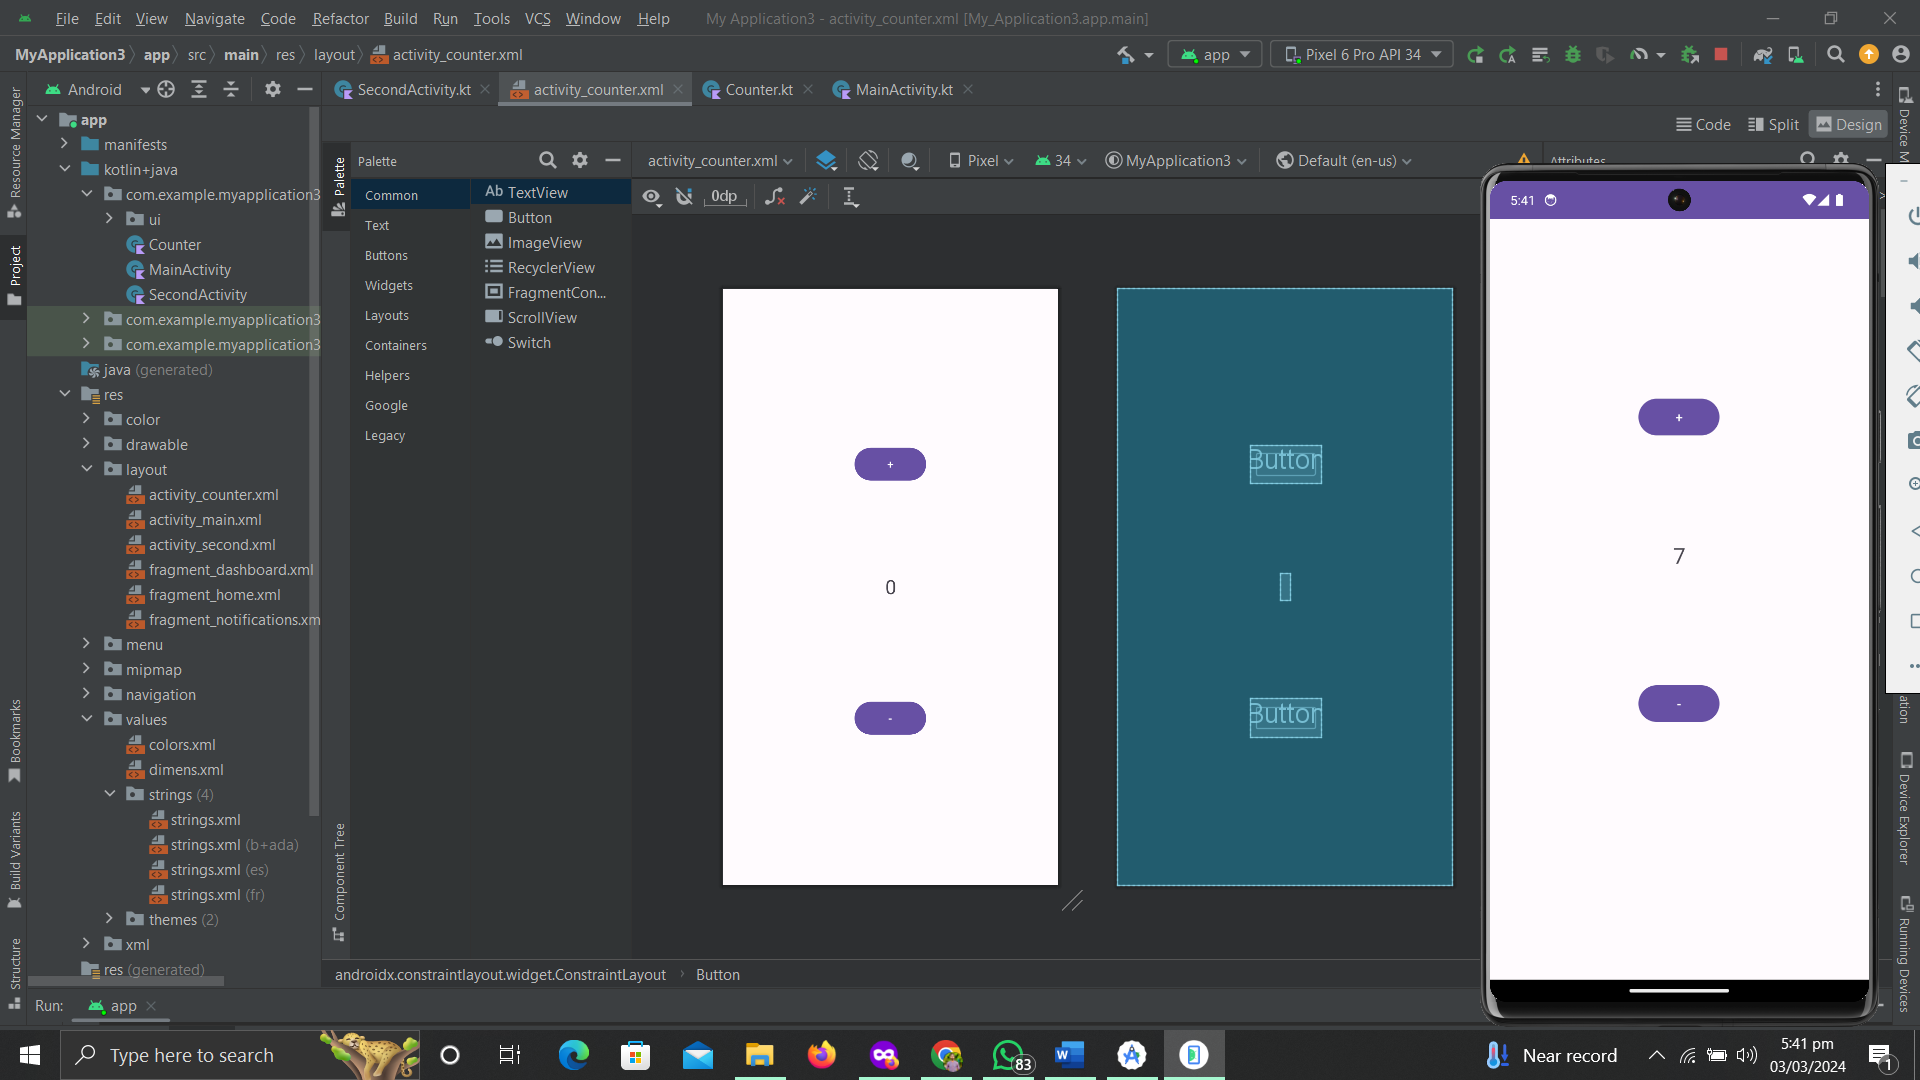 File Edit View Navigate Code Refactor Build Run Tools VCS Window Help My Application3 - activity_counter.xml [My_Application3.app.main]
MyApplication3 app src main res layout activity_counter.xml app Pixel 6 Pro API 34
Android SecondActivity.kt activity_counter.xml Counter.kt MainActivity.kt
Code Split Design
Resource Manager
Project
Bookmarks
Build Variants
Structure
app
manifests
kotlin+java
com.example.myapplication3
ui
Counter
MainActivity
SecondActivity
com.example.myapplication3
com.example.myapplication3
java (generated)
res
color
drawable
layout
activity_counter.xml
activity_main.xml
activity_second.xml
fragment_dashboard.xml
fragment_home.xml
fragment_notifications.xm
menu
mipmap
navigation
values
colors.xml
dimens.xml
strings (4)
strings.xml
strings.xml (b+ada)
strings.xml (es)
strings.xml (fr)
themes (2)
xml
res (generated)
Palette
Component Tree
Palette
Common
Text
Buttons
Widgets
Layouts
Containers
Helpers
Google
Legacy
Ab TextView
Button
ImageView
RecyclerView
FragmentCon...
ScrollView
Switch
activity_counter.xml Pixel 34 MyApplication3 Default (en-us) Attributes
0dp
+
0
-
Button
Button
5:41
+
7
-
Device M
ation
Device Explorer
Running Devices
androidx.constraintlayout.widget.ConstraintLayout Button
Run: app
Type here to search
83
Near record
5:41 pm
03/03/2024
1